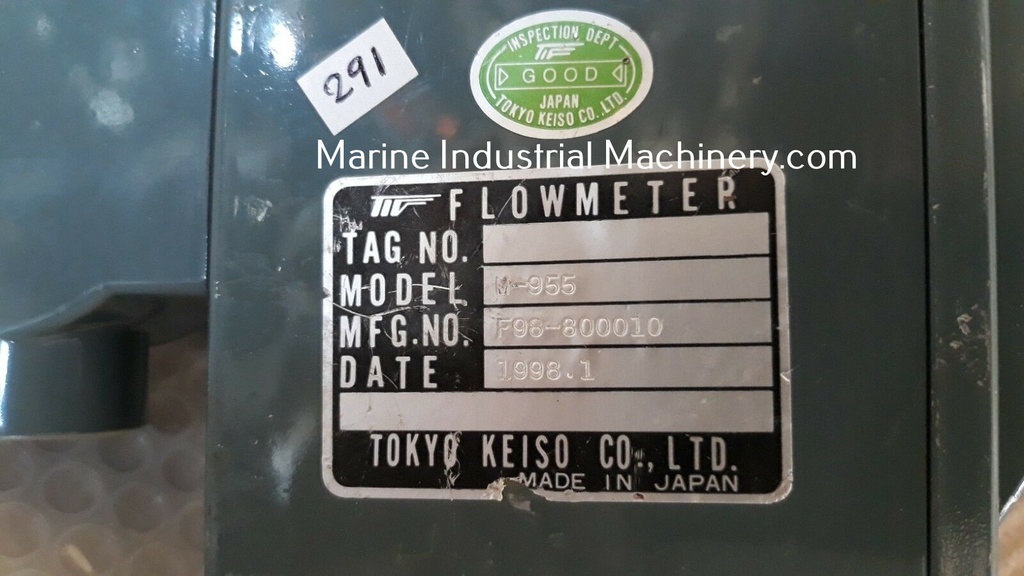 291
INSPECTION DEPT
GOOD
JAPAN
TOKYO KEISO CO.,LTD.
Marine Industrial Machinery.com
FLOWMETER
TAG NO.
MODEL M-955
MFG.NO. F98-800010
DATE 1998.1
TOKYO KEISO CO., LTD.
MADE IN JAPAN